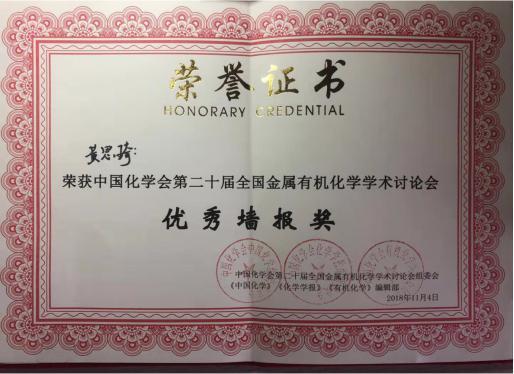 荣誉证书
HONORARY CREDENTIAL
黄思琦:
荣获中国化学会第二十届全国金属有机化学学术讨论会
优秀墙报奖
中国化学会第二十届全国金属有机化学学术讨论会组委会
《中国化学》《化学学报》《有机化学》编辑部
2018年11月4日